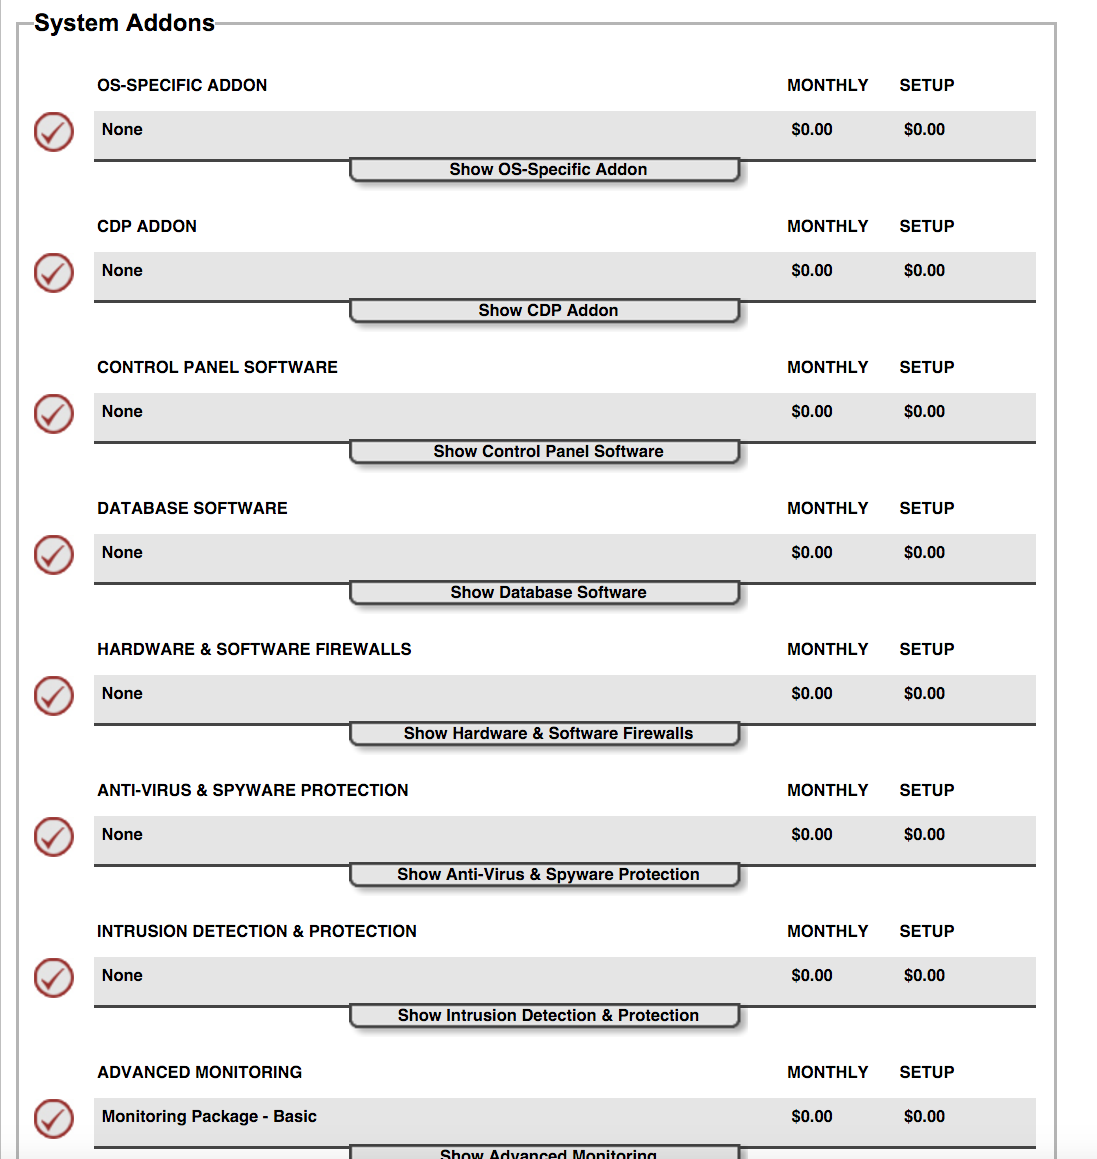 System Addons
OS-SPECIFIC ADDON MONTHLY SETUP
None $0.00 $0.00
Show OS-Specific Addon
CDP ADDON MONTHLY SETUP
None $0.00 $0.00
Show CDP Addon
CONTROL PANEL SOFTWARE MONTHLY SETUP
None $0.00 $0.00
Show Control Panel Software
DATABASE SOFTWARE MONTHLY SETUP
None $0.00 $0.00
Show Database Software
HARDWARE & SOFTWARE FIREWALLS MONTHLY SETUP
None $0.00 $0.00
Show Hardware & Software Firewalls
ANTI-VIRUS & SPYWARE PROTECTION MONTHLY SETUP
None $0.00 $0.00
Show Anti-Virus & Spyware Protection
INTRUSION DETECTION & PROTECTION MONTHLY SETUP
None $0.00 $0.00
Show Intrusion Detection & Protection
ADVANCED MONITORING MONTHLY SETUP
Monitoring Package - Basic $0.00 $0.00
Show Advanced Monitoring